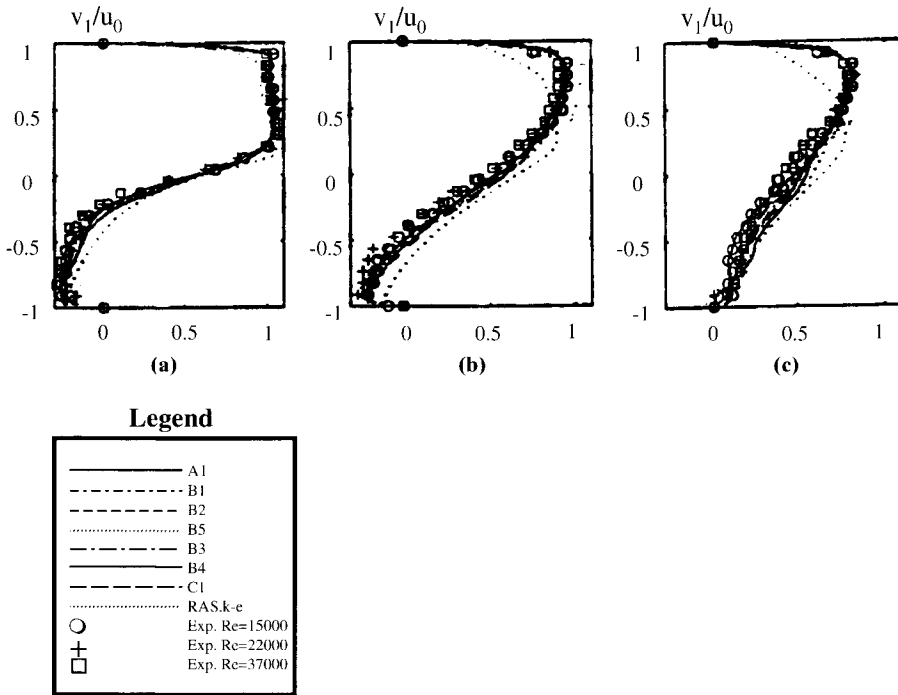 v1/u0 v1/u0 v1/u0
1 1 1
0.5 0.5 0.5
0 0 0
-0.5 -0.5 -0.5
-1 -1 -1
0 0.5 1 0 0.5 1 0 0.5 1
(a) (b) (c)
Legend
A1
B1
B2
B5
B3
B4
C1
RAS.k-e
Exp. Re=15000
Exp. Re=22000
Exp. Re=37000